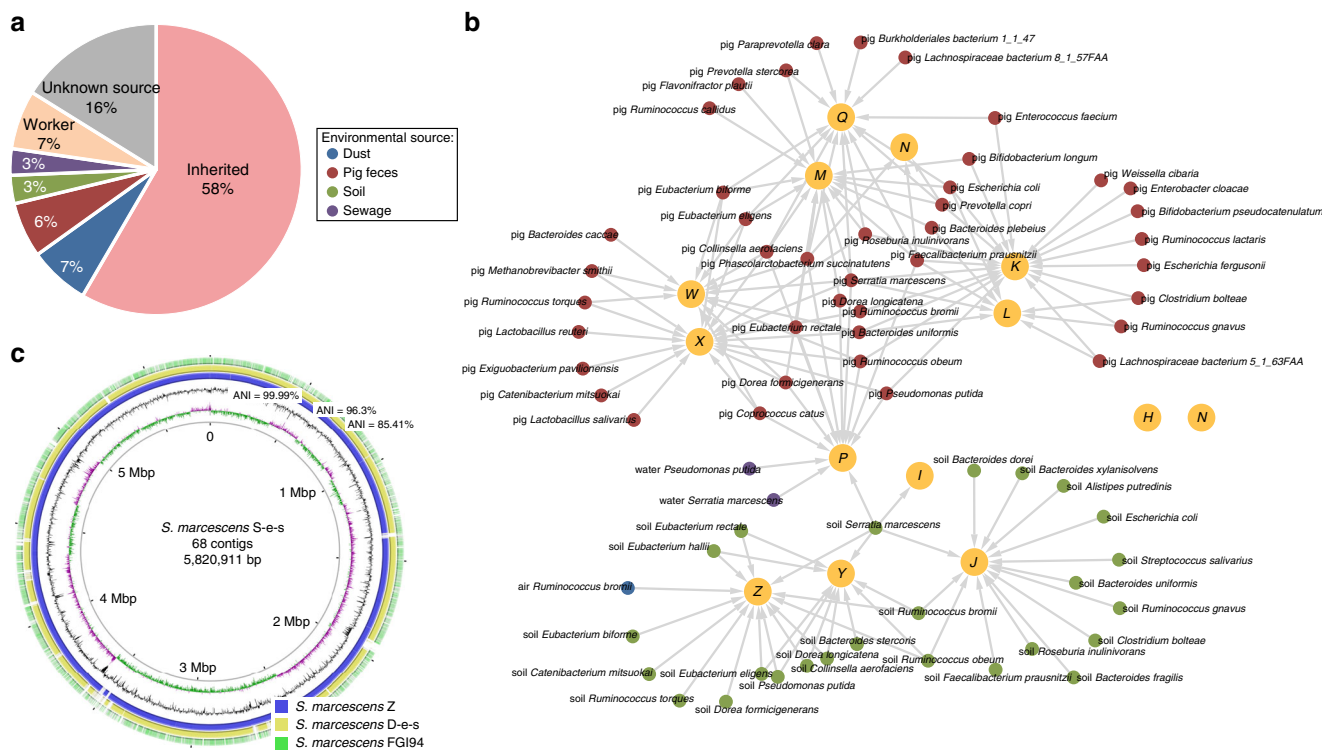 a
Unknown source
16%
Worker
7%
3%
3%
6%
7%
Inherited
58%
Environmental source:
Dust
Pig feces
Soil
Sewage
b
pig Paraprevotella clara
pig Burkholderiales bacterium 1_1_47
pig Lachnospiraceae bacterium 8_1_57FAA
pig Prevotella stercorea
pig Flavonifractor plautii
pig Ruminococcus callidus
pig Enterococcus faecium
pig Bifidobacterium longum
pig Weissella cibaria
pig Escherichia coli
pig Enterobacter cloacae
pig Eubacterium biforme
pig Prevotella copri
pig Bifidobacterium pseudocatenulatum
pig Eubacterium eligens
pig Bacteroides plebeius
pig Bacteroides caccae
pig Roseburia inulinivorans
pig Ruminococcus lactaris
pig Collinsella aerofaciens
pig Faecalibacterium prausnitzii
pig Phascolarctobacterium succinatutens
pig Escherichia fergusonii
pig Methanobrevibacter smithii
pig Serratia marcescens
pig Ruminococcus torques
pig Dorea longicatena
pig Clostridium bolteae
pig Ruminococcus bromii
pig Lactobacillus reuteri
pig Eubacterium rectale
pig Bacteroides uniformis
pig Ruminococcus gnavus
pig Exiguobacterium pavilionensis
pig Ruminococcus obeum
pig Lachnospiraceae bacterium 5_1_63FAA
pig Catenibacterium mitsuokai
pig Dorea formicigenerans
pig Pseudomonas putida
pig Lactobacillus salivarius
pig Coprococcus catus
Q
N
M
K
W
L
X
H
N
P
I
Y
J
Z
water Pseudomonas putida
water Serratia marcescens
soil Bacteroides dorei
soil Bacteroides xylanisolvens
soil Alistipes putredinis
soil Eubacterium rectale
soil Serratia marcescens
soil Escherichia coli
soil Eubacterium hallii
soil Streptococcus salivarius
air Ruminococcus bromii
soil Bacteroides uniformis
soil Ruminococcus bromii
soil Ruminococcus gnavus
soil Eubacterium biforme
soil Bacteroides stercoris
soil Clostridium bolteae
soil Dorea longicatena
soil Roseburia inulinivorans
soil Collinsella aerofaciens
soil Ruminococcus obeum
soil Catenibacterium mitsuokai
soil Eubacterium eligens
soil Faecalibacterium prausnitzii
soil Bacteroides fragilis
soil Pseudomonas putida
soil Ruminococcus torques
soil Dorea formicigenerans
c
ANI = 99.99%
ANI = 96.3%
ANI = 85.41%
0
1 Mbp
2 Mbp
3 Mbp
4 Mbp
5 Mbp
S. marcescens S-e-s
68 contigs
5,820,911 bp
S. marcescens Z
S. marcescens D-e-s
S. marcescens FGI94